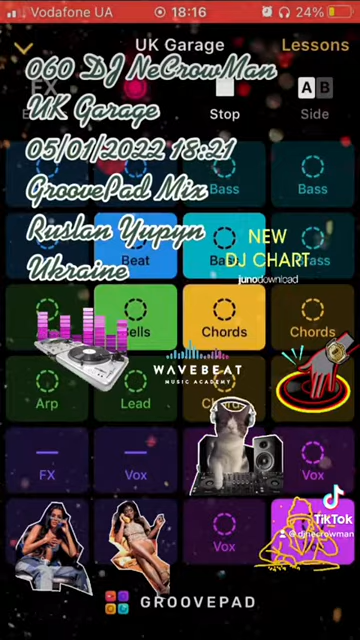 Vodafone UA 18:16 24%
UK Garage Lessons
060 DJ NeCrowMan
FX
Stop
Side
A B
UK Garage
05/01/2022 18:21
Bass Bass
GroovePad Mix
Ruslan Yupyn
Beat
NEW
DJ CHART
junodownload
Ukraine
Bells Chords Chords
WAVEBEAT
MUSIC ACADEMY
Arp Lead Chords
FX Vox Vox
TikTok
@djnecrowman
Vox
GROOVEPAD